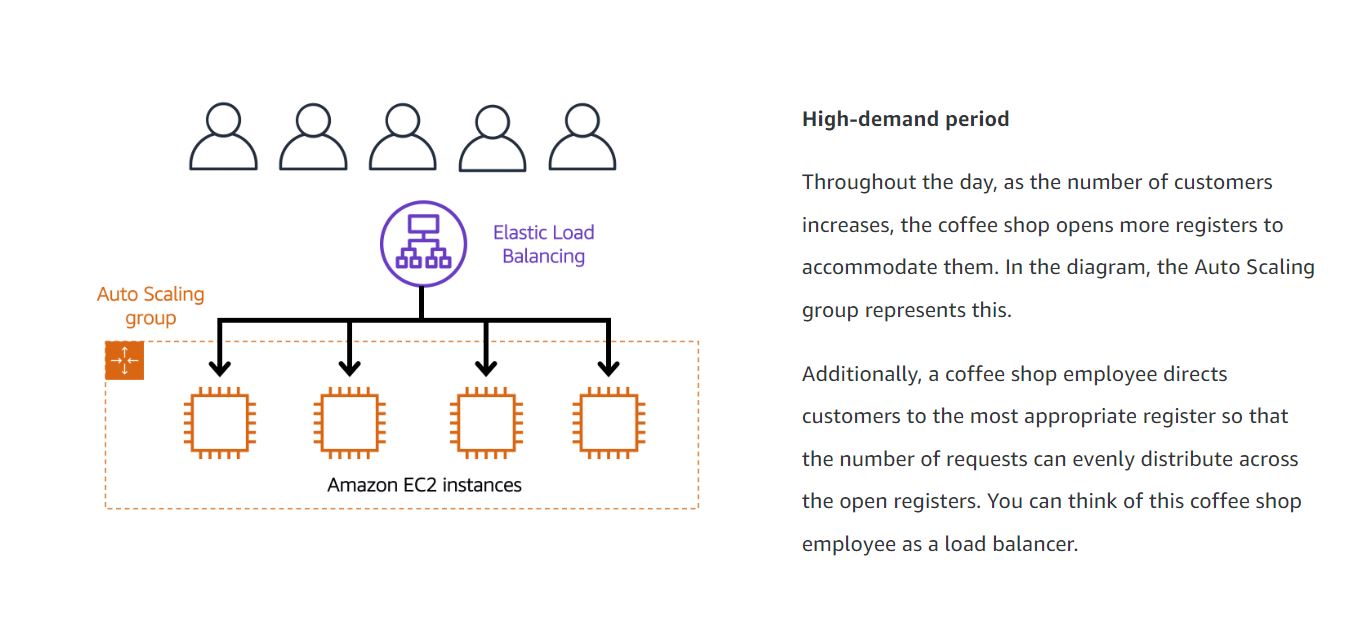 Elastic Load
Balancing
Auto Scaling
group
Amazon EC2 instances
High-demand period
Throughout the day, as the number of customers
increases, the coffee shop opens more registers to
accommodate them. In the diagram, the Auto Scaling
group represents this.
Additionally, a coffee shop employee directs
customers to the most appropriate register so that
the number of requests can evenly distribute across
the open registers. You can think of this coffee shop
employee as a load balancer.